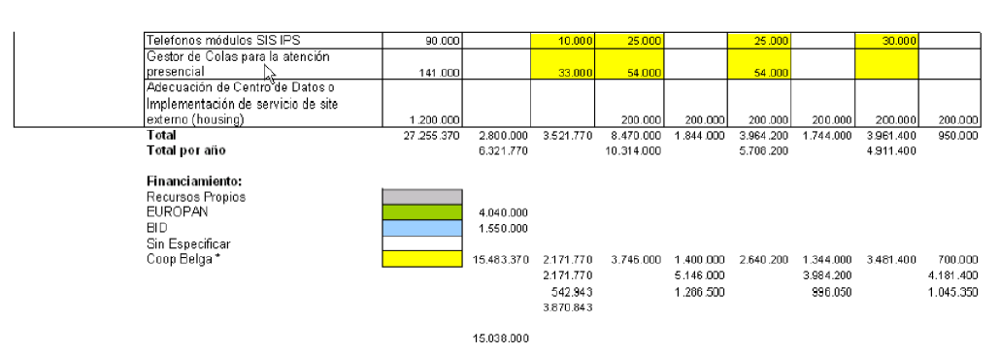 Telefonos módulos SIS IPS 90.000 10.000 25.000 25.000 30.000
Gestor de Colas para la atención
presencial 141.000 33.000 54.000 54.000
Adecuación de Centro de Datos o
Implementación de servicio de site
externo (housing) 1.200.000 200.000 200.000 200.000 200.000 200.000 200.000
Total 27.255.370 2.800.000 3.521.770 8.470.000 1.844.000 3.964.200 1.744.000 3.961.400 950.000
Total por año 6.321.770 10.314.000 5.708.200 4.911.400
Financiamiento:
Recursos Propios
EUROPAN 4.040.000
BID 1.550.000
Sin Especificar
Coop Belga * 15.483.370 2.171.770 3.746.000 1.400.000 2.640.200 1.344.000 3.481.400 700.000
2.171.770 5.146.000 3.984.200 4.181.400
542.943 1.286.500 996.050 1.045.350
3.870.843
15.038.000